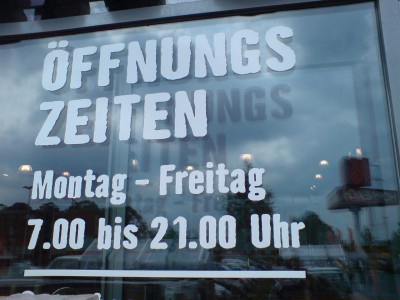 ÖFFNUNGS
ZEITEN
Montag - Freitag
7.00 bis 21.00 Uhr